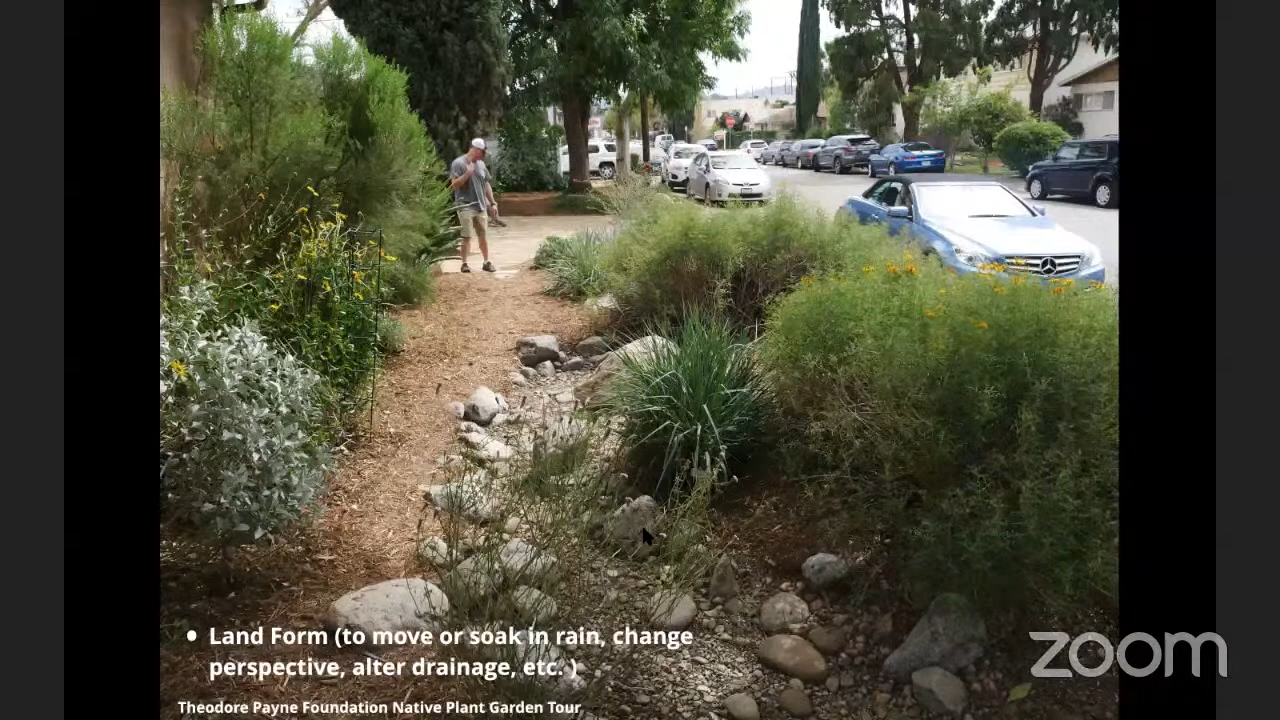 • Land Form (to move or soak in rain, change
perspective, alter drainage, etc. )
Theodore Payne Foundation Native Plant Garden Tour
zoom